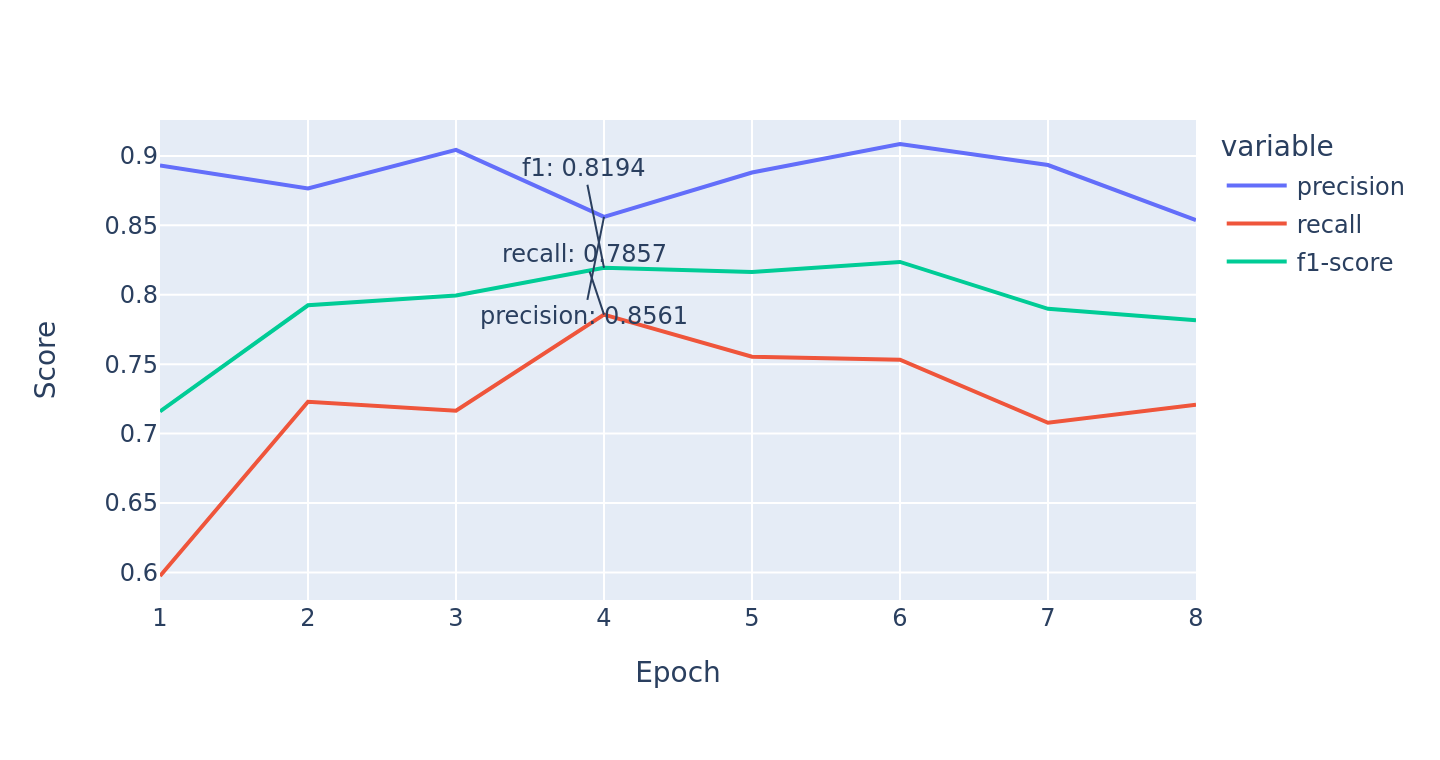 variable
precision
recall
f1-score
Score
0.9
0.85
0.8
0.75
0.7
0.65
0.6
f1: 0.8194
recall: 0.7857
precision: 0.8561
1 2 3 4 5 6 7 8
Epoch